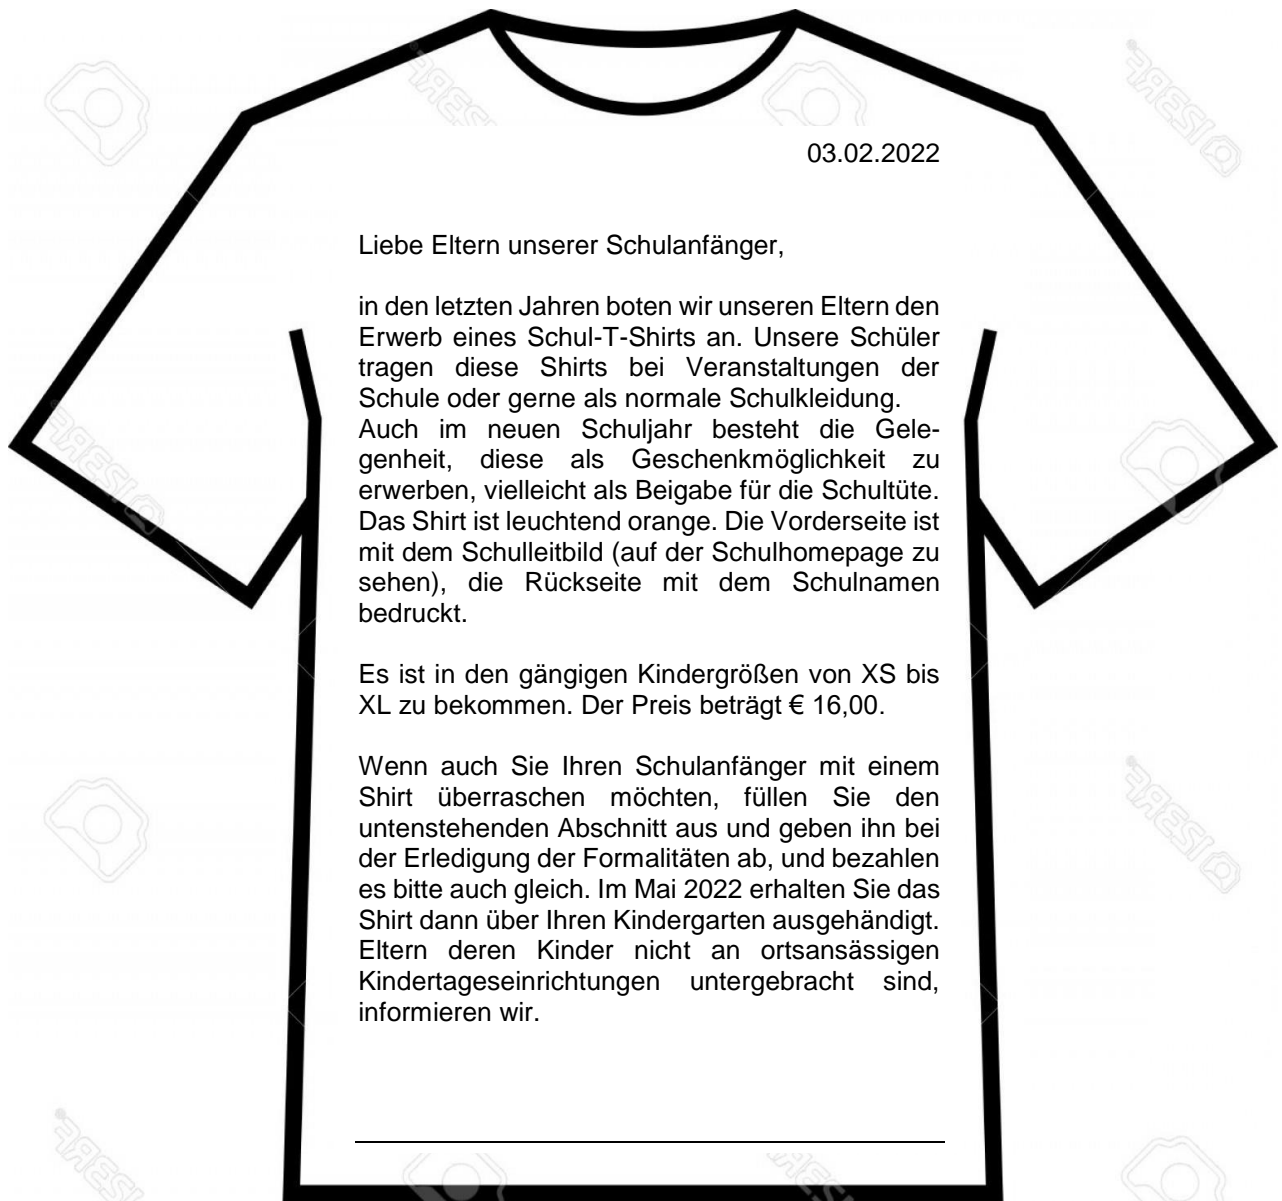 03.02.2022
Liebe Eltern unserer Schulanfänger,
in den letzten Jahren boten wir unseren Eltern den
Erwerb eines Schul-T-Shirts an. Unsere Schüler
tragen diese Shirts bei Veranstaltungen der
Schule oder gerne als normale Schulkleidung.
Auch im neuen Schuljahr besteht die Gele-
genheit, diese als Geschenkmöglichkeit zu
erwerben, vielleicht als Beigabe für die Schultüte.
Das Shirt ist leuchtend orange. Die Vorderseite ist
mit dem Schulleitbild (auf der Schulhomepage zu
sehen), die Rückseite mit dem Schulnamen
bedruckt.
Es ist in den gängigen Kindergrößen von XS bis
XL zu bekommen. Der Preis beträgt € 16,00.
Wenn auch Sie Ihren Schulanfänger mit einem
Shirt überraschen möchten, füllen Sie den
untenstehenden Abschnitt aus und geben ihn bei
der Erledigung der Formalitäten ab, und bezahlen
es bitte auch gleich. Im Mai 2022 erhalten Sie das
Shirt dann über Ihren Kindergarten ausgehändigt.
Eltern deren Kinder nicht an ortsansässigen
Kindertageseinrichtungen untergebracht sind,
informieren wir.